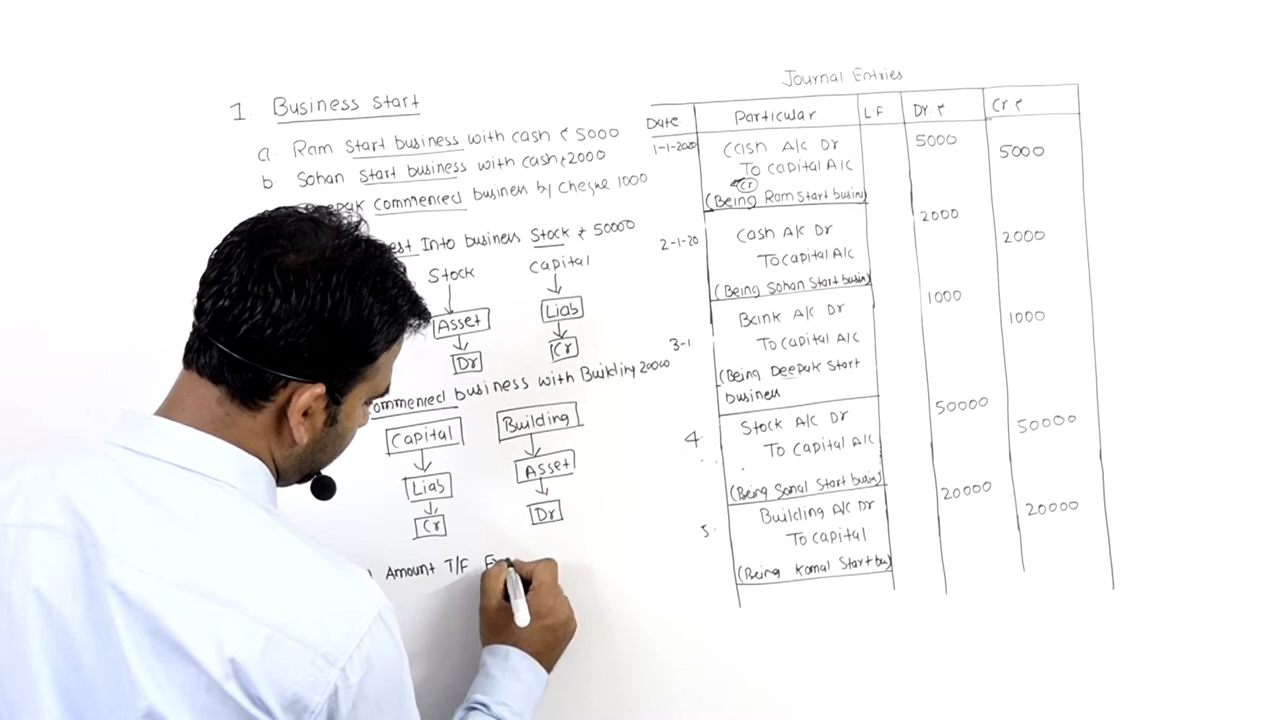 1. Business Start
a. Ram Start business with cash ₹ 5000
b. Sohan Start business with cash ₹2000
commenced business by Cheque 1000
Into business Stock ₹ 50000
Stock
Capital
Asset
Liab
Dr
Cr
commenced business with Building 20000
Capital
Building
Liab
Asset
Cr
Dr
Amount T/F
Journal Entries
Date Particular L.F Dr. ₹ Cr ₹
1-1-2020 Cash A/c Dr 5000
To Capital A/c 5000
Cr
(Being Ram Start busin)
2-1-20 Cash A/c Dr 2000
To Capital A/c 2000
(Being Sohan Start busin)
Bank A/c Dr 1000
3-1 To Capital A/c 1000
(Being Deepak Start
business
4. Stock A/c Dr 50000
To Capital A/c 50000
(Being Sonal Start busin)
Building A/c Dr 20000
5. To Capital 20000
(Being Komal Start bu)